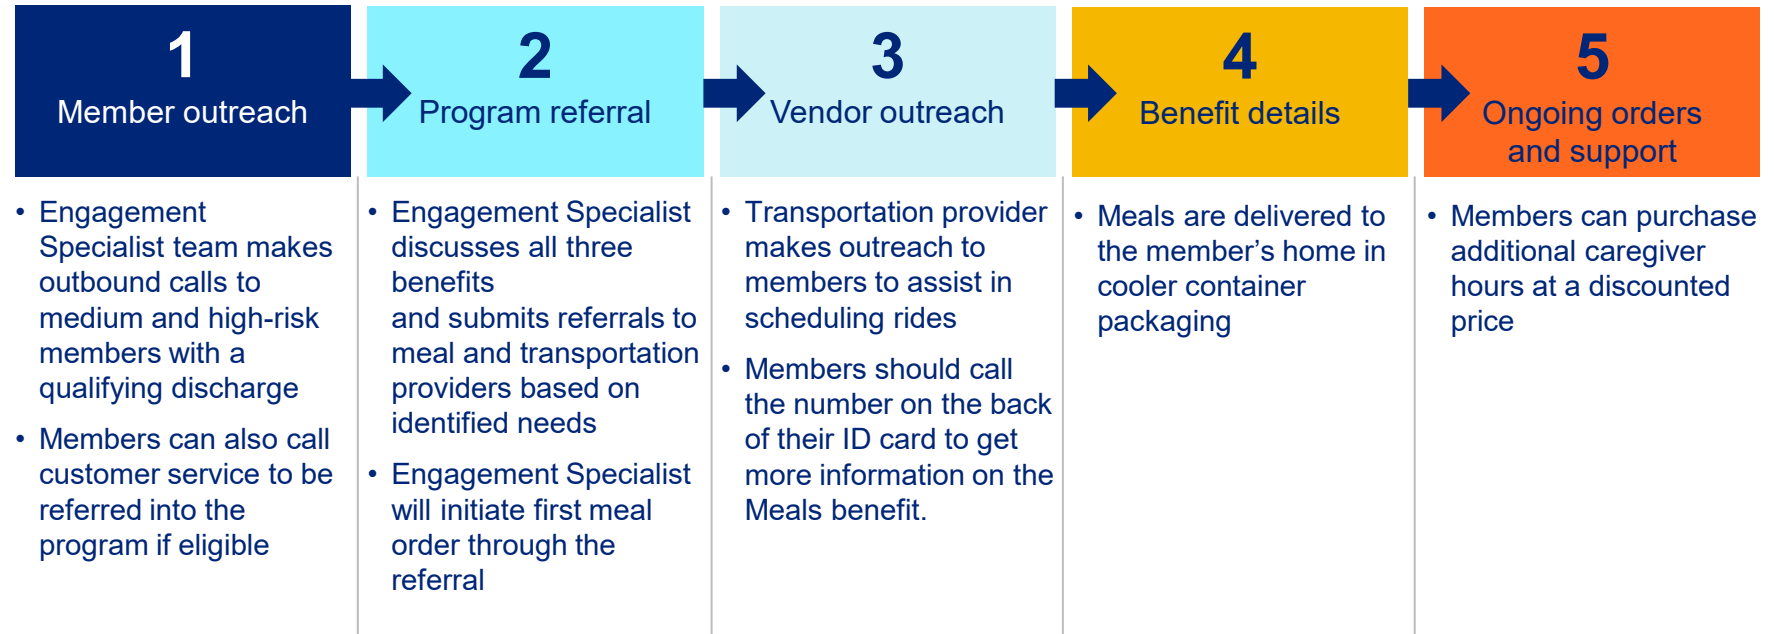 1
Member outreach
• Engagement
Specialist team makes
outbound calls to
medium and high-risk
members with a
qualifying discharge
• Members can also call
customer service to be
referred into the
program if eligible
2
Program referral
• Engagement Specialist
discusses all three
benefits
and submits referrals to
meal and transportation
providers based on
identified needs
• Engagement Specialist
will initiate first meal
order through the
referral
3
Vendor outreach
• Transportation provider
makes outreach to
members to assist in
scheduling rides
• Members should call
the number on the back
of their ID card to get
more information on the
Meals benefit.
4
Benefit details
• Meals are delivered to
the member’s home in
cooler container
packaging
5
Ongoing orders
and support
• Members can purchase
additional caregiver
hours at a discounted
price